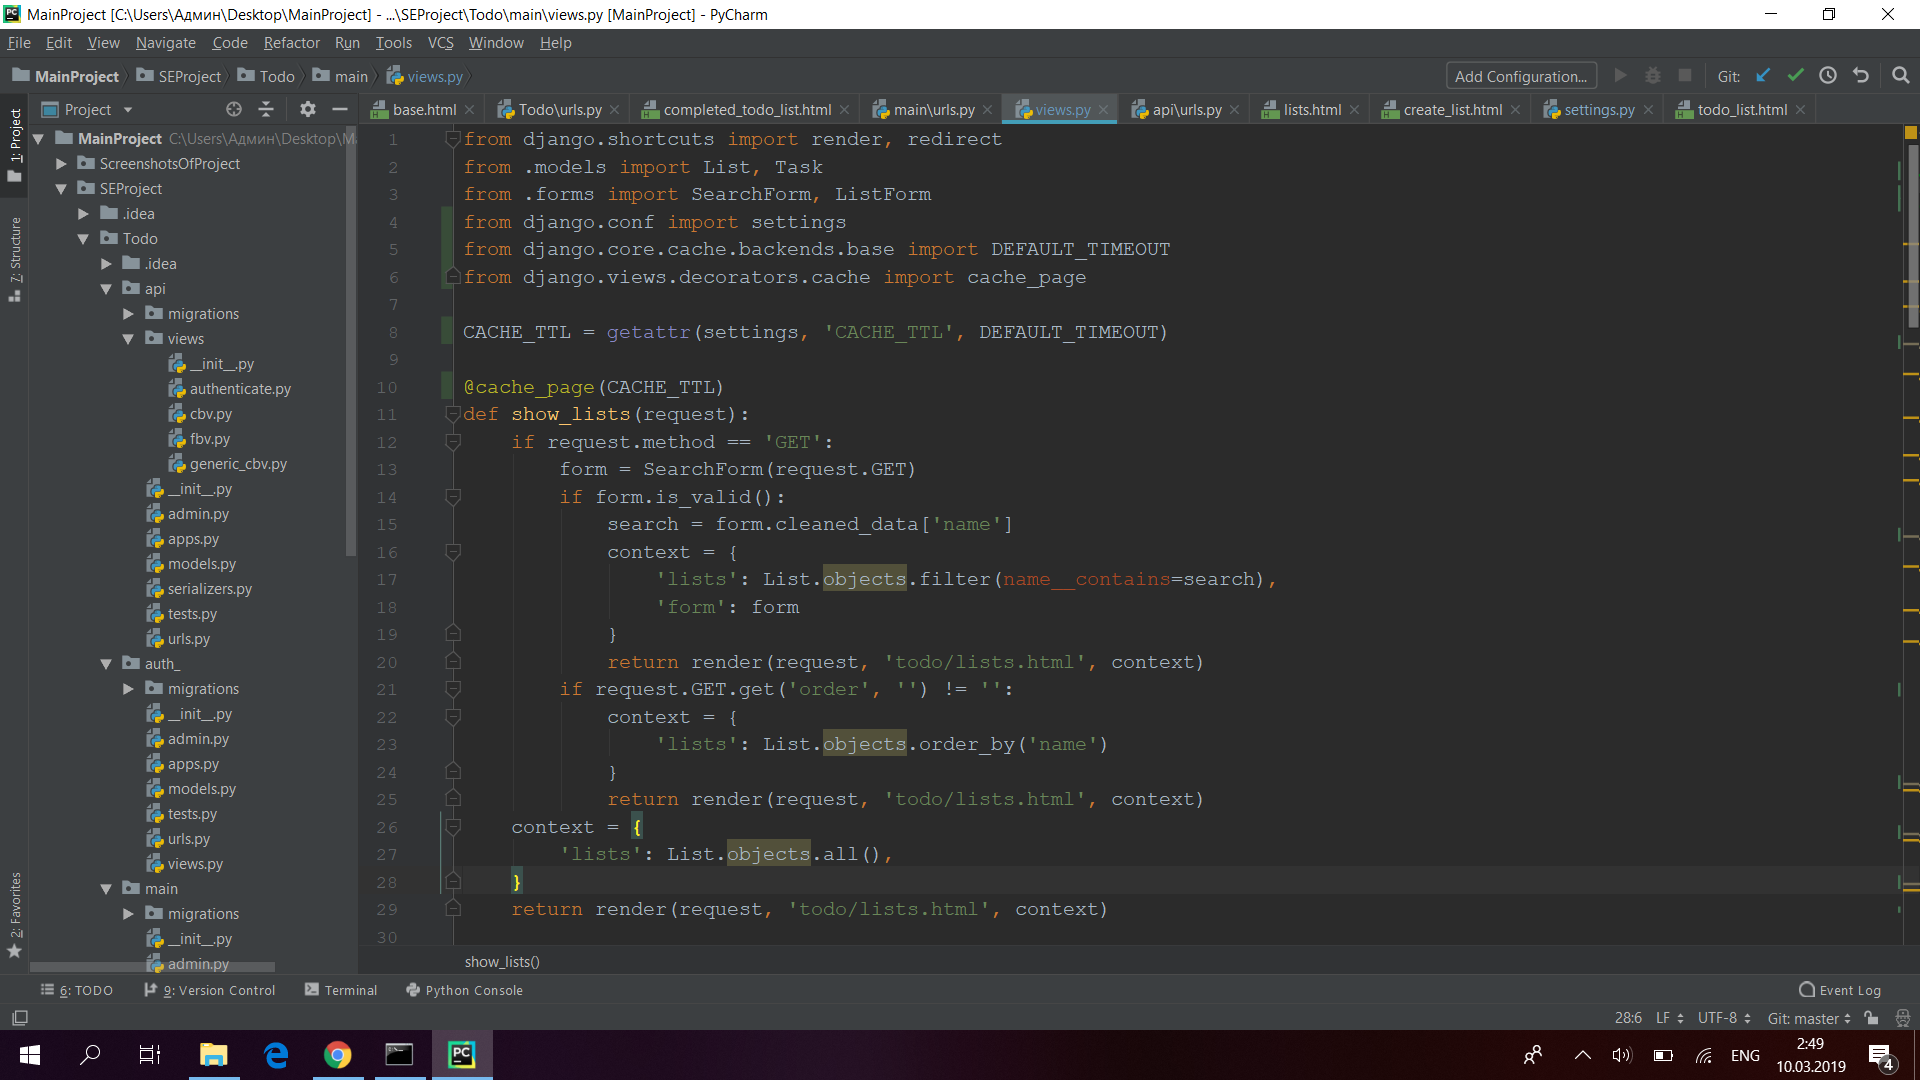 MainProject [C:\Users\Админ\Desktop\MainProject] - ...\SEProject\Todo\main\views.py [MainProject] - PyCharm
File Edit View Navigate Code Refactor Run Tools VCS Window Help
MainProject SEProject Todo main views.py Add Configuration... Git:
Project base.html Todo\urls.py completed_todo_list.html main\urls.py views.py api\urls.py lists.html create_list.html settings.py todo_list.html
1: Project
7: Structure
2: Favorites
MainProject C:\Users\Админ\Desktop\M
ScreenshotsOfProject
SEProject
.idea
Todo
.idea
api
migrations
views
__init__.py
authenticate.py
cbv.py
fbv.py
generic_cbv.py
__init__.py
admin.py
apps.py
models.py
serializers.py
tests.py
urls.py
auth_
migrations
__init__.py
admin.py
apps.py
models.py
tests.py
urls.py
views.py
main
migrations
__init__.py
admin.py
1 from django.shortcuts import render, redirect
2 from .models import List, Task
3 from .forms import SearchForm, ListForm
4 from django.conf import settings
5 from django.core.cache.backends.base import DEFAULT_TIMEOUT
6 from django.views.decorators.cache import cache_page
7
8 CACHE_TTL = getattr(settings, 'CACHE_TTL', DEFAULT_TIMEOUT)
9
10 @cache_page(CACHE_TTL)
11 def show_lists(request):
12     if request.method == 'GET':
13         form = SearchForm(request.GET)
14         if form.is_valid():
15             search = form.cleaned_data['name']
16             context = {
17                 'lists': List.objects.filter(name__contains=search),
18                 'form': form
19             }
20             return render(request, 'todo/lists.html', context)
21         if request.GET.get('order', '') != '':
22             context = {
23                 'lists': List.objects.order_by('name')
24             }
25             return render(request, 'todo/lists.html', context)
26     context = {
27         'lists': List.objects.all(),
28     }
29     return render(request, 'todo/lists.html', context)
30
show_lists()
6: TODO 9: Version Control Terminal Python Console Event Log
28:6 LF UTF-8 Git: master
ENG 2:49
10.03.2019
4